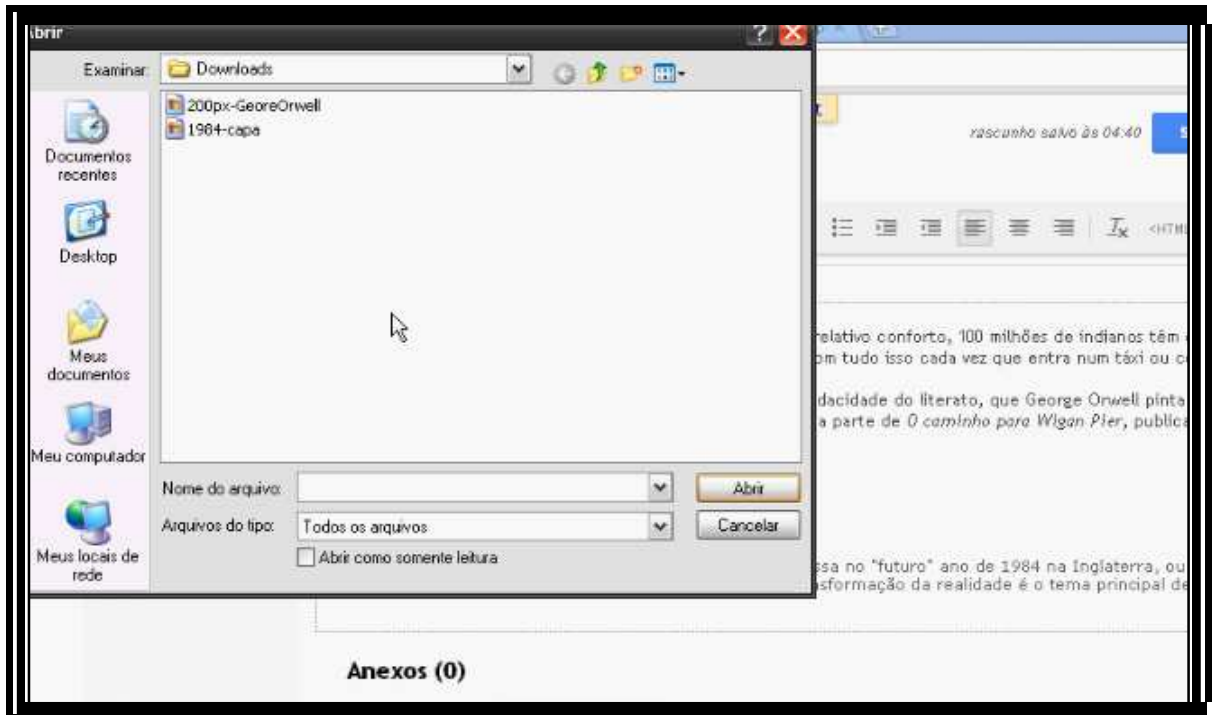 Abrir
Examinar:
Downloads
200px-GeoreOrwell
1984-capa
Documentos recentes
Desktop
Meus documentos
Meu computador
Meus locais de rede
Nome do arquivo:
Abrir
Arquivos do tipo:
Todos os arquivos
Cancelar
Abrir como somente leitura
rascunho salvo às 04:40
<HTML
relativo conforto, 100 milhões de indianos têm
om tudo isso cada vez que entra num táxi ou
dacidade do literato, que George Orwell pinta
a parte de O caminho para Wigan Pier, public
ssa no "futuro" ano de 1984 na Inglaterra, ou
sformação da realidade é o tema principal de
Anexos (0)